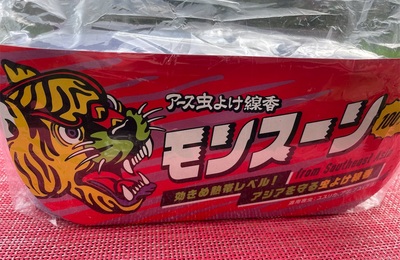 アース虫よけ線香
モンスーン
from Southeast
効きめ熱帯レベル！
アジアを守る虫よけ線香